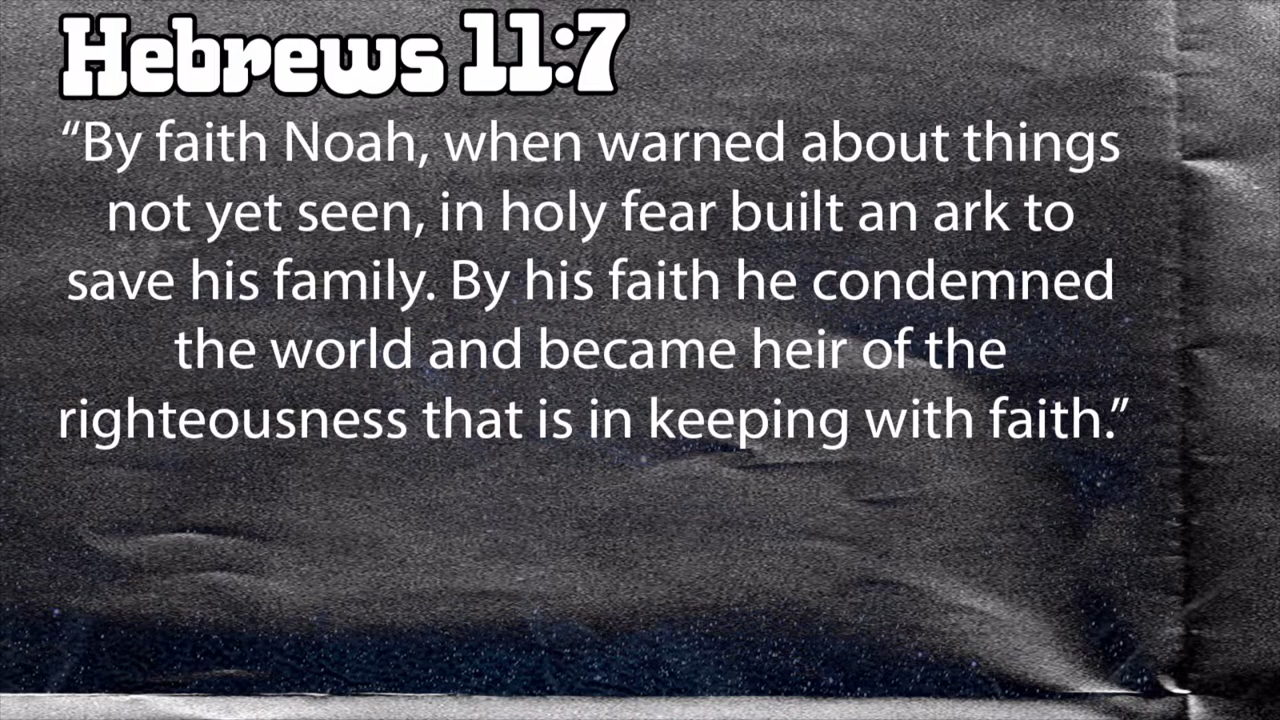 Hebrews 11:7
“By faith Noah, when warned about things
not yet seen, in holy fear built an ark to
save his family. By his faith he condemned
the world and became heir of the
righteousness that is in keeping with faith.”